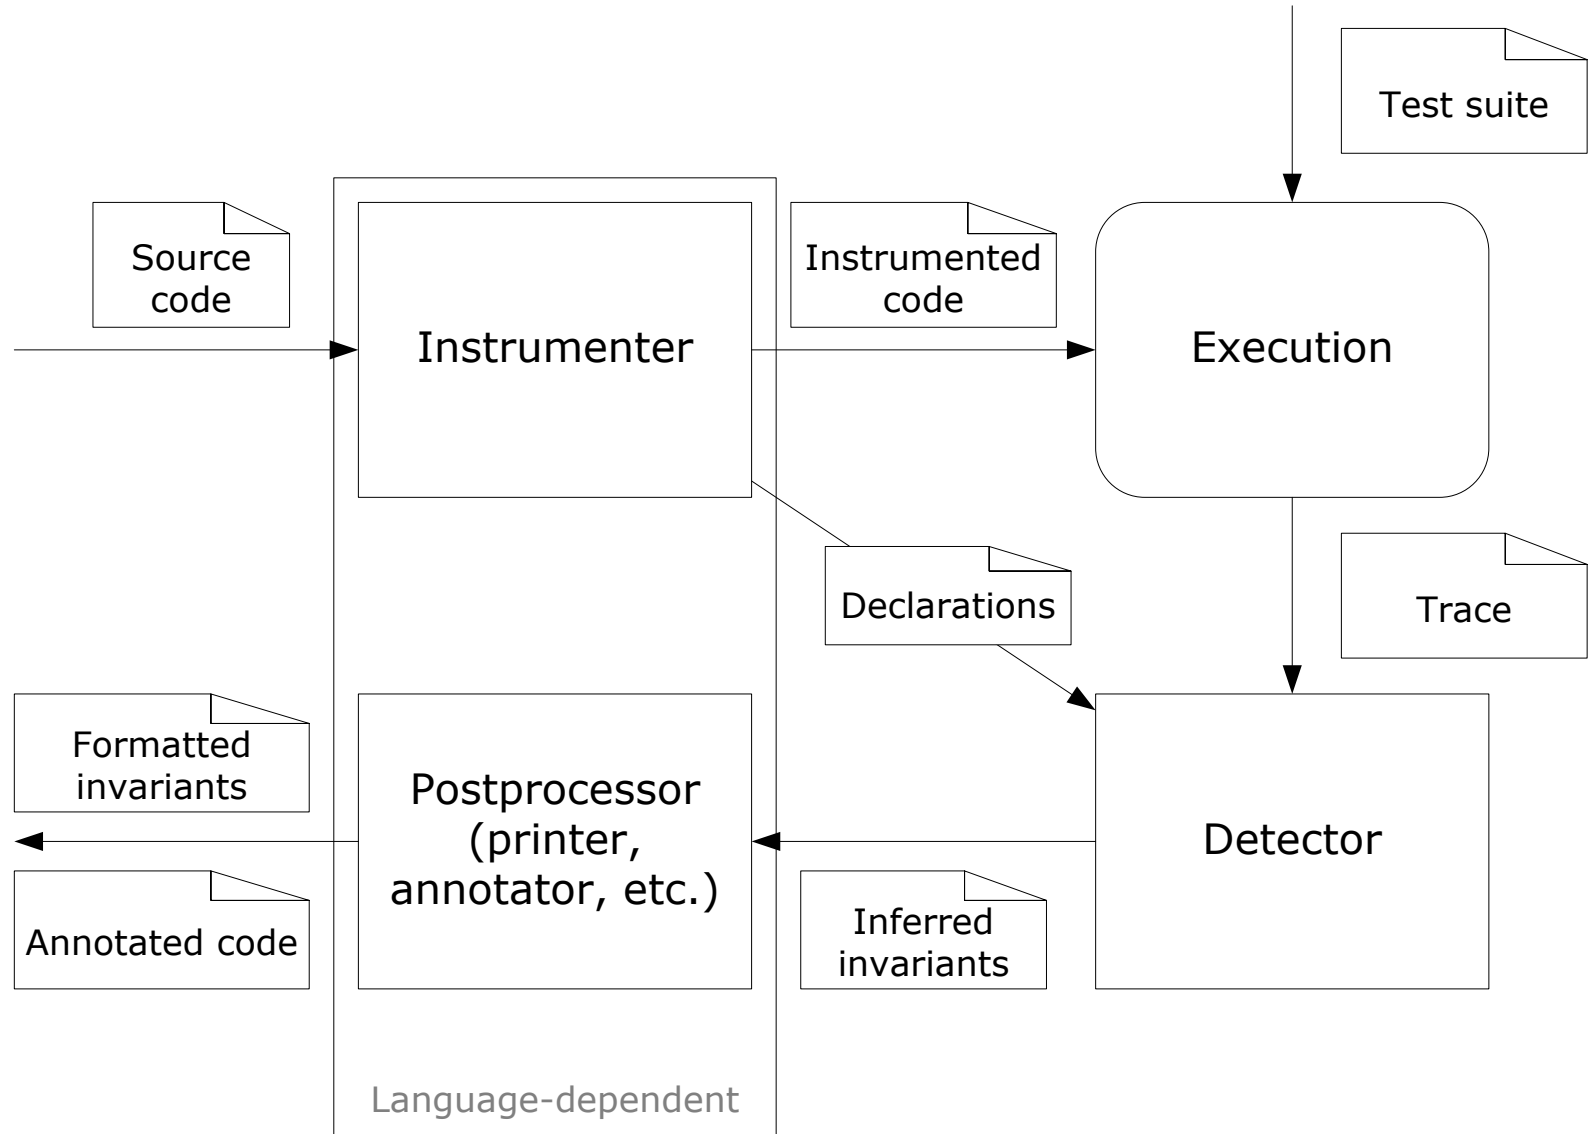 Test suite
Source
code
Instrumented
code
Instrumenter
Execution
Declarations
Trace
Formatted
invariants
Postprocessor
(printer,
annotator, etc.)
Detector
Annotated code
Inferred
invariants
Language-dependent